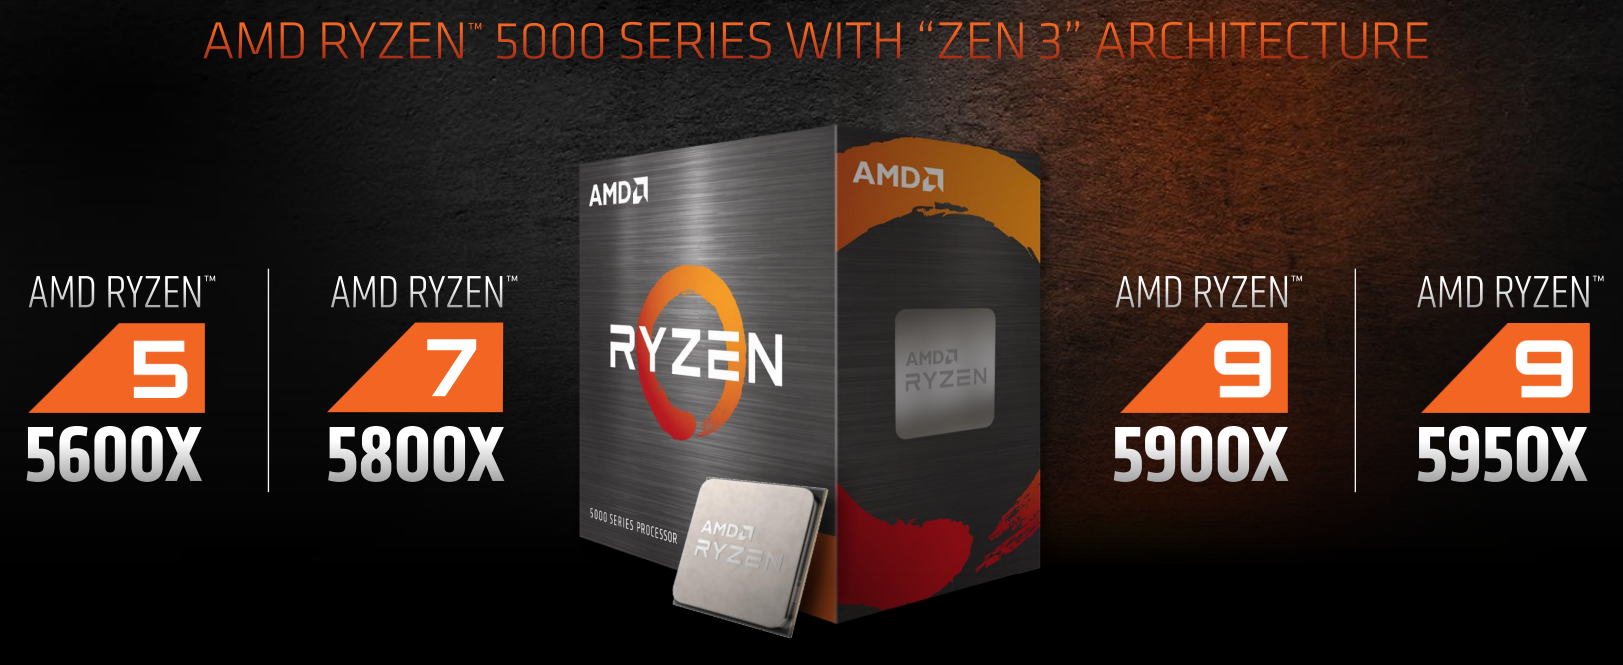 AMD RYZEN™ 5000 SERIES WITH “ZEN 3” ARCHITECTURE
AMD RYZEN™
5
5600X
AMD RYZEN™
7
5800X
AMD
RYZEN
5000 SERIES PROCESSOR
AMD
RYZEN
AMD
AMD
RYZEN
AMD RYZEN™
9
5900X
AMD RYZEN™
9
5950X